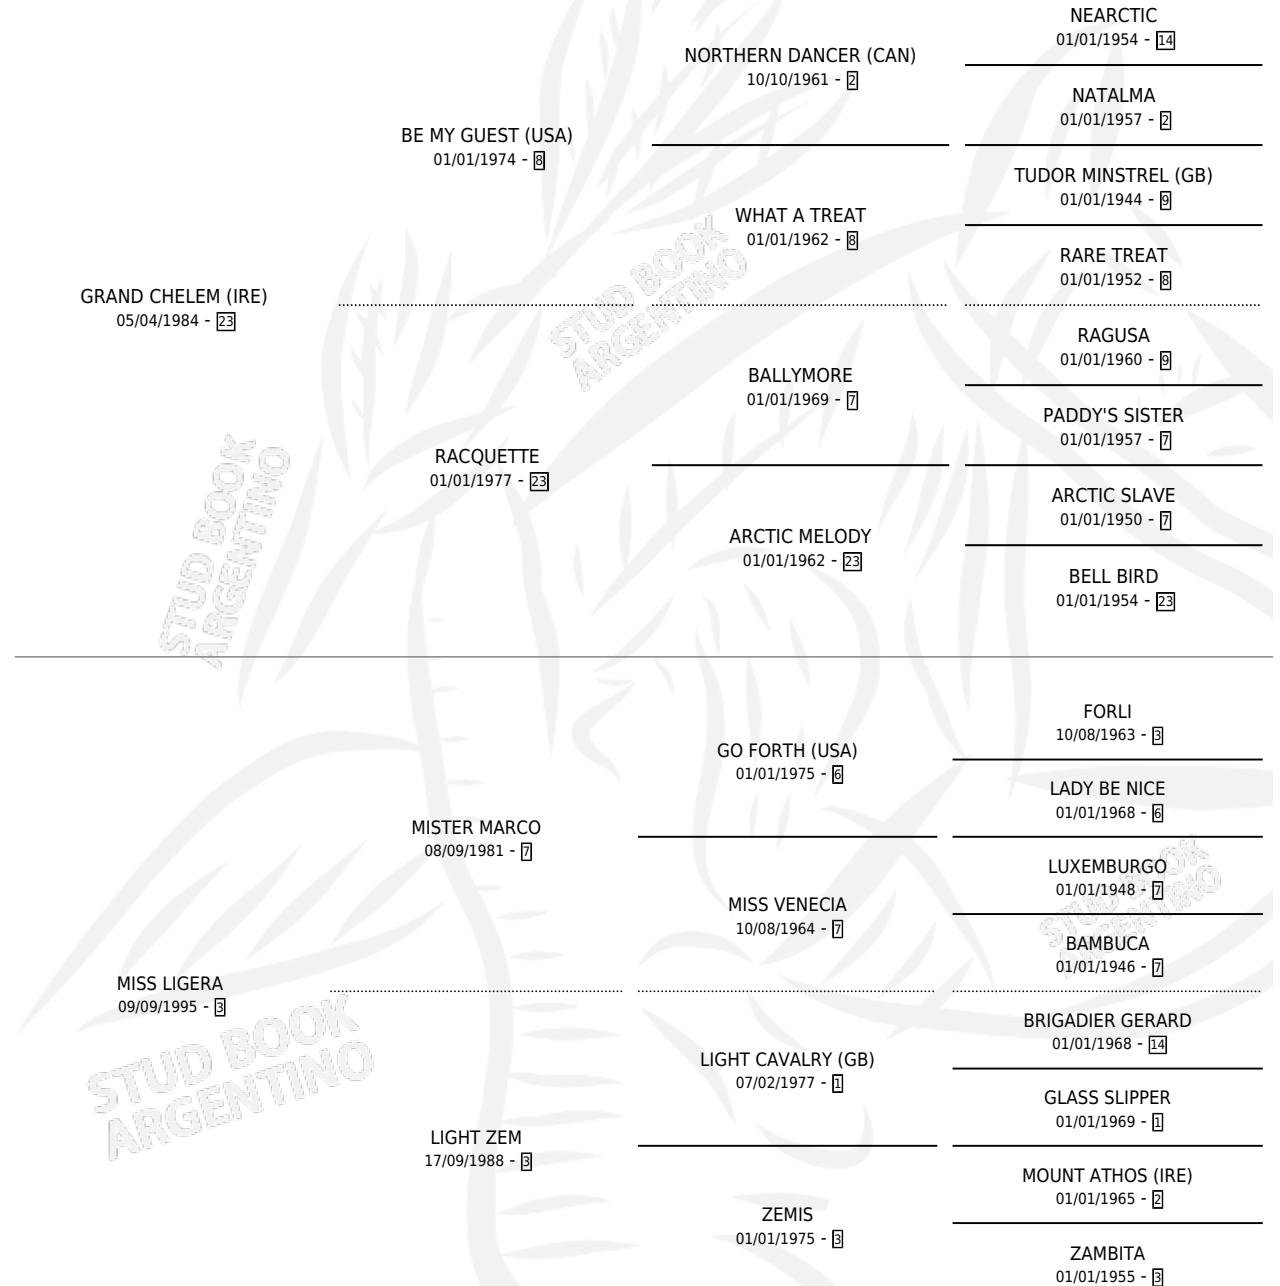 NEARCTIC
01/01/1954 - 14
NORTHERN DANCER (CAN)
10/10/1961 - 2
NATALMA
01/01/1957 - 2
BE MY GUEST (USA)
01/01/1974 - 8
TUDOR MINSTREL (GB)
01/01/1944 - 9
WHAT A TREAT
01/01/1962 - 8
RARE TREAT
01/01/1952 - 8
GRAND CHELEM (IRE)
05/04/1984 - 23
RAGUSA
01/01/1960 - 9
BALLYMORE
01/01/1969 - 7
PADDY'S SISTER
01/01/1957 - 7
RACQUETTE
01/01/1977 - 23
ARCTIC SLAVE
01/01/1950 - 7
ARCTIC MELODY
01/01/1962 - 23
BELL BIRD
01/01/1954 - 23
FORLI
10/08/1963 - 3
GO FORTH (USA)
01/01/1975 - 6
LADY BE NICE
01/01/1968 - 6
MISTER MARCO
08/09/1981 - 7
LUXEMBURGO
01/01/1948 - 7
MISS VENECIA
10/08/1964 - 7
BAMBUCA
01/01/1946 - 7
MISS LIGERA
09/09/1995 - 3
BRIGADIER GERARD
01/01/1968 - 14
LIGHT CAVALRY (GB)
07/02/1977 - 1
GLASS SLIPPER
01/01/1969 - 1
LIGHT ZEM
17/09/1988 - 3
MOUNT ATHOS (IRE)
01/01/1965 - 2
ZEMIS
01/01/1975 - 3
ZAMBITA
01/01/1955 - 3
STUD BOOK
ARGENTINO
STUD BOOK
ARGENTINO
STUD BOOK
ARGENTINO
STUD BOOK
ARGENTINO